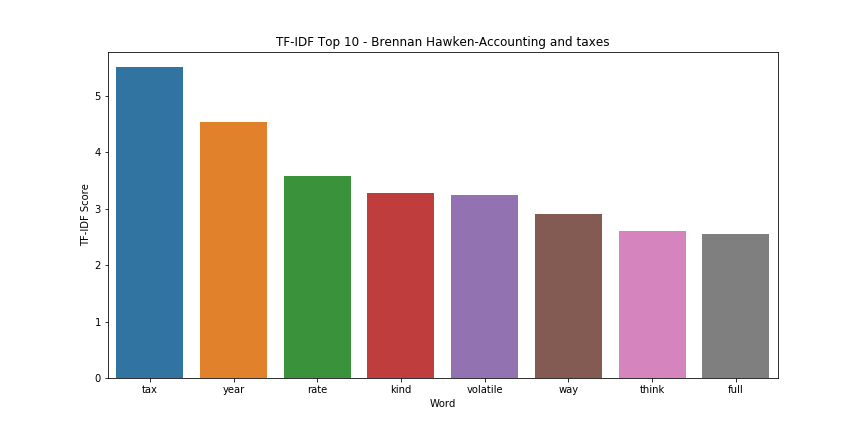 TF-IDF Top 10 - Brennan Hawken-Accounting and taxes
TF-IDF Score
5
4
3
2
1
0
tax year rate kind volatile way think full
Word